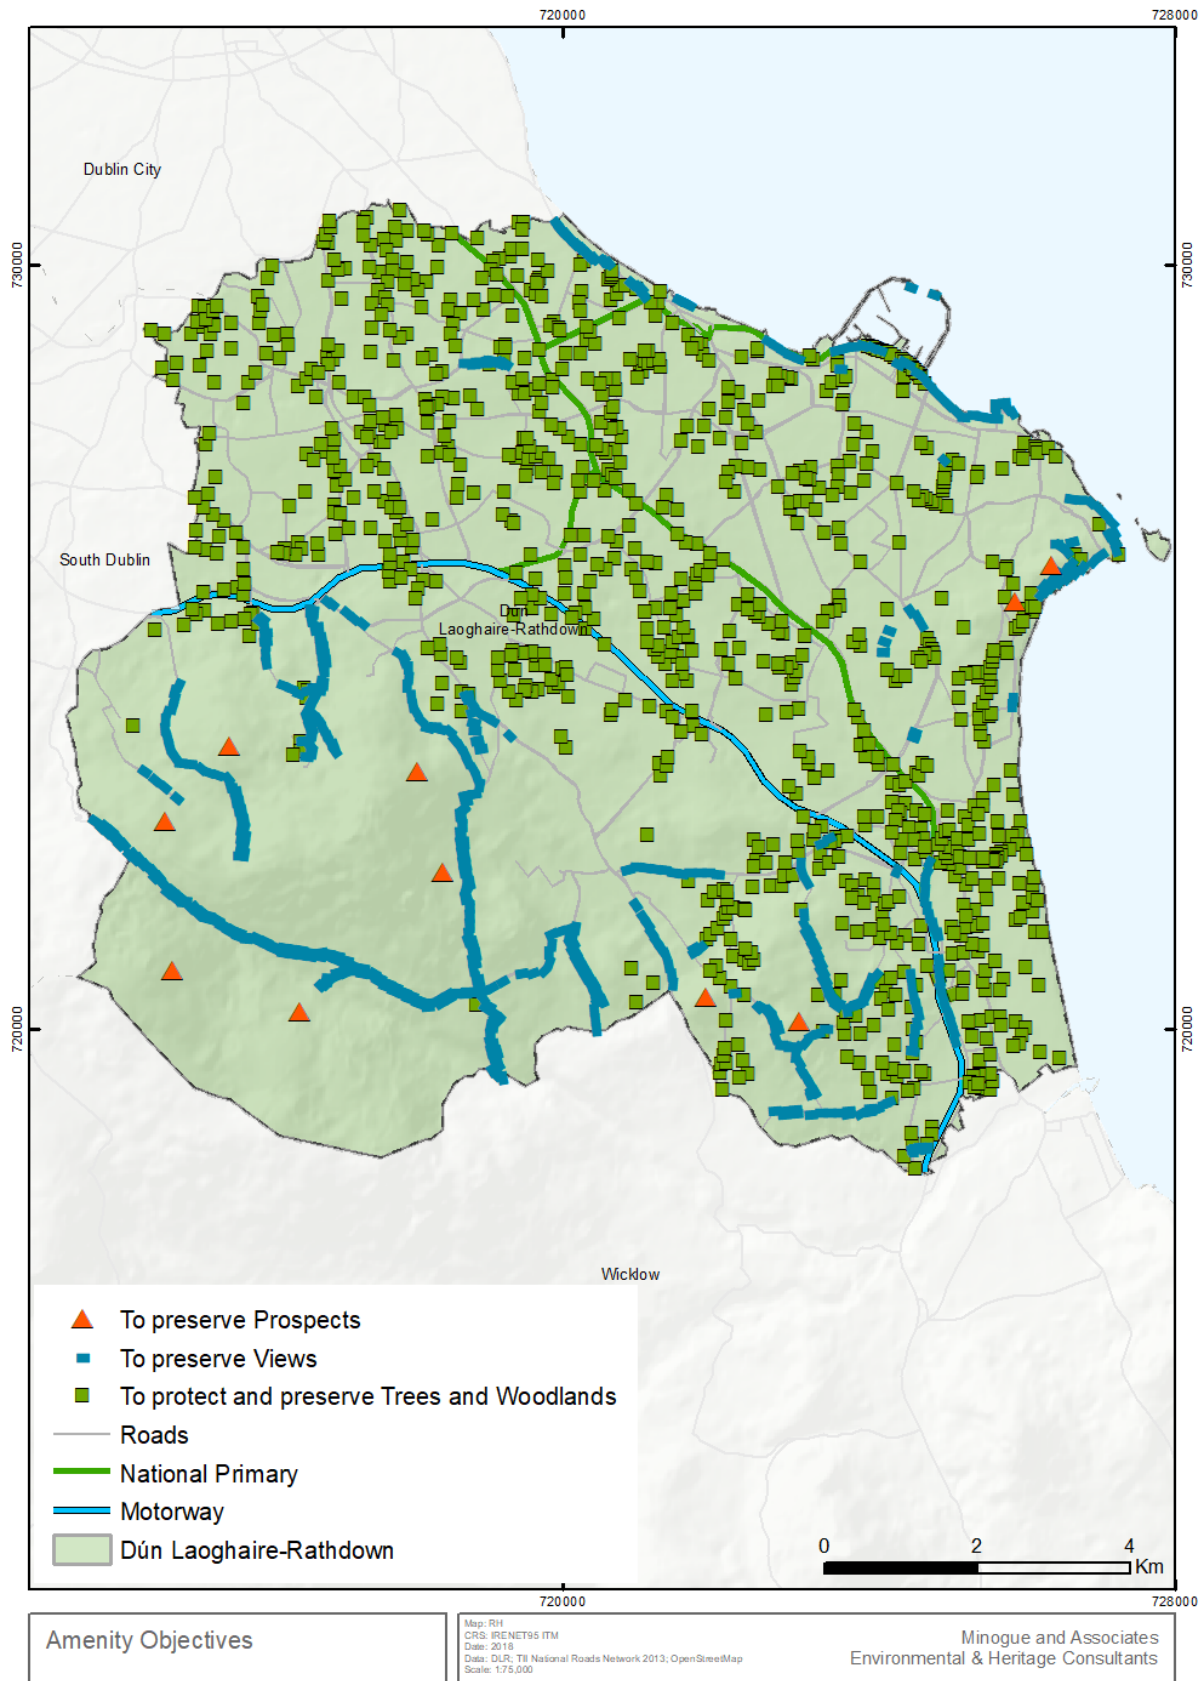 720000
728000
Dublin City
730000
730000
South Dublin
Dún
Laoghaire-Rathdown
720000
720000
Wicklow
To preserve Prospects
To preserve Views
To protect and preserve Trees and Woodlands
Roads
National Primary
Motorway
Dún Laoghaire-Rathdown
0 2 4
Km
720000
728000
Amenity Objectives
Map: RH
CRS: IRENET95 ITM
Date: 2018
Data: DLR; TII National Roads Network 2013; OpenStreetMap
Scale: 1:75,000
Minogue and Associates
Environmental & Heritage Consultants